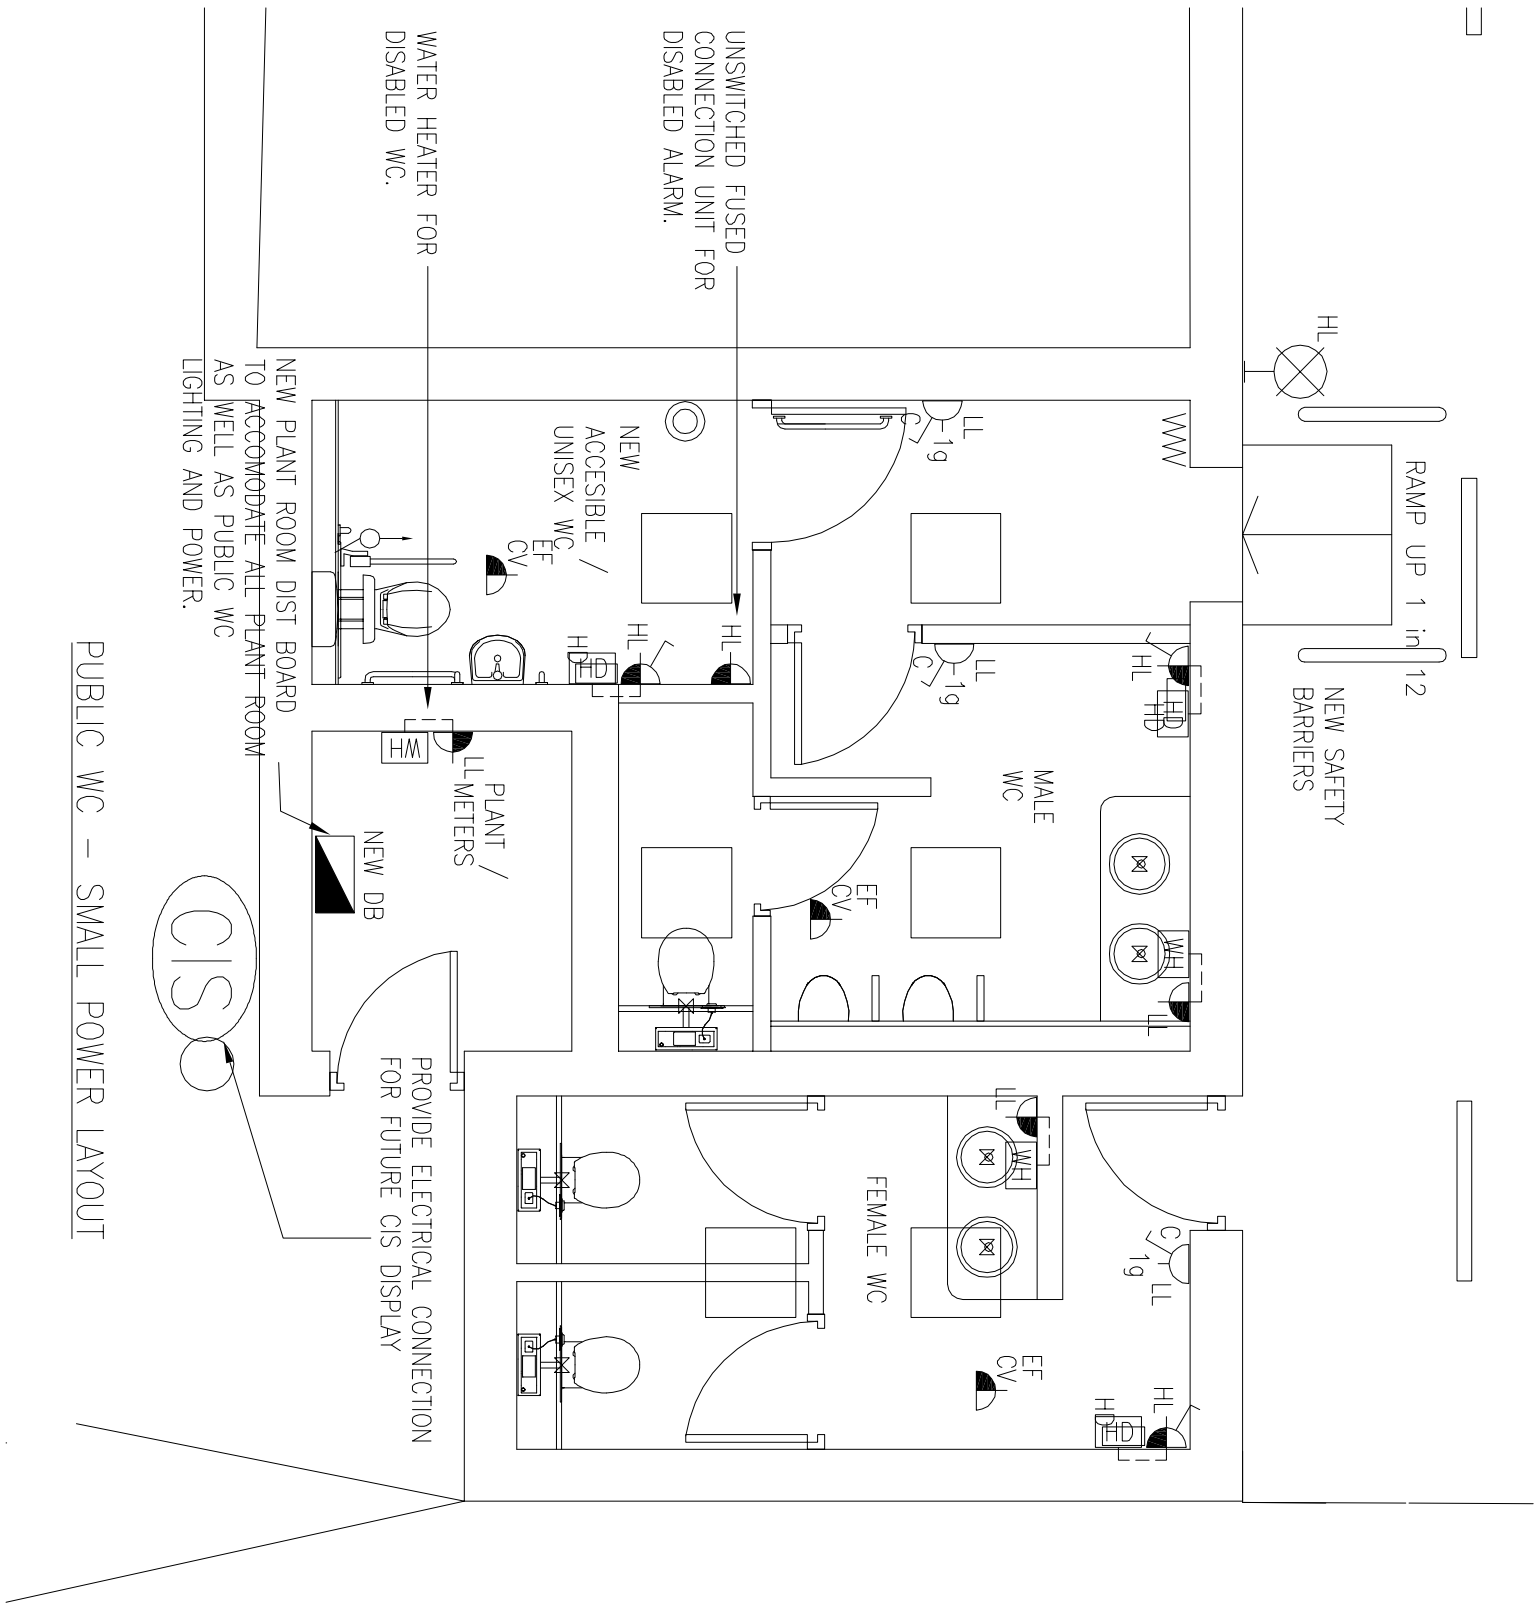 UNSWITCHED FUSED
CONNECTION UNIT FOR
DISABLED ALARM.
WATER HEATER FOR
DISABLED WC.
NEW PLANT ROOM DIST BOARD
TO ACCOMODATE ALL PLANT ROOM
AS WELL AS PUBLIC WC
LIGHTING AND POWER.
HL
RAMP UP 1 in 12
NEW SAFETY
BARRIERS
LL
1g
C
NEW
ACCESIBLE /
UNISEX WC
EF
CV
HL
HL
HD
HD
LL
1g
C
HL
HD
HD
MALE
WC
EF
CV
WH
LL
WH
LL
PLANT /
METERS
NEW DB
CIS
PROVIDE ELECTRICAL CONNECTION
FOR FUTURE CIS DISPLAY
LL
WH
FEMALE WC
C
1g
LL
EF
CV
HL
HD
HD
PUBLIC WC - SMALL POWER LAYOUT